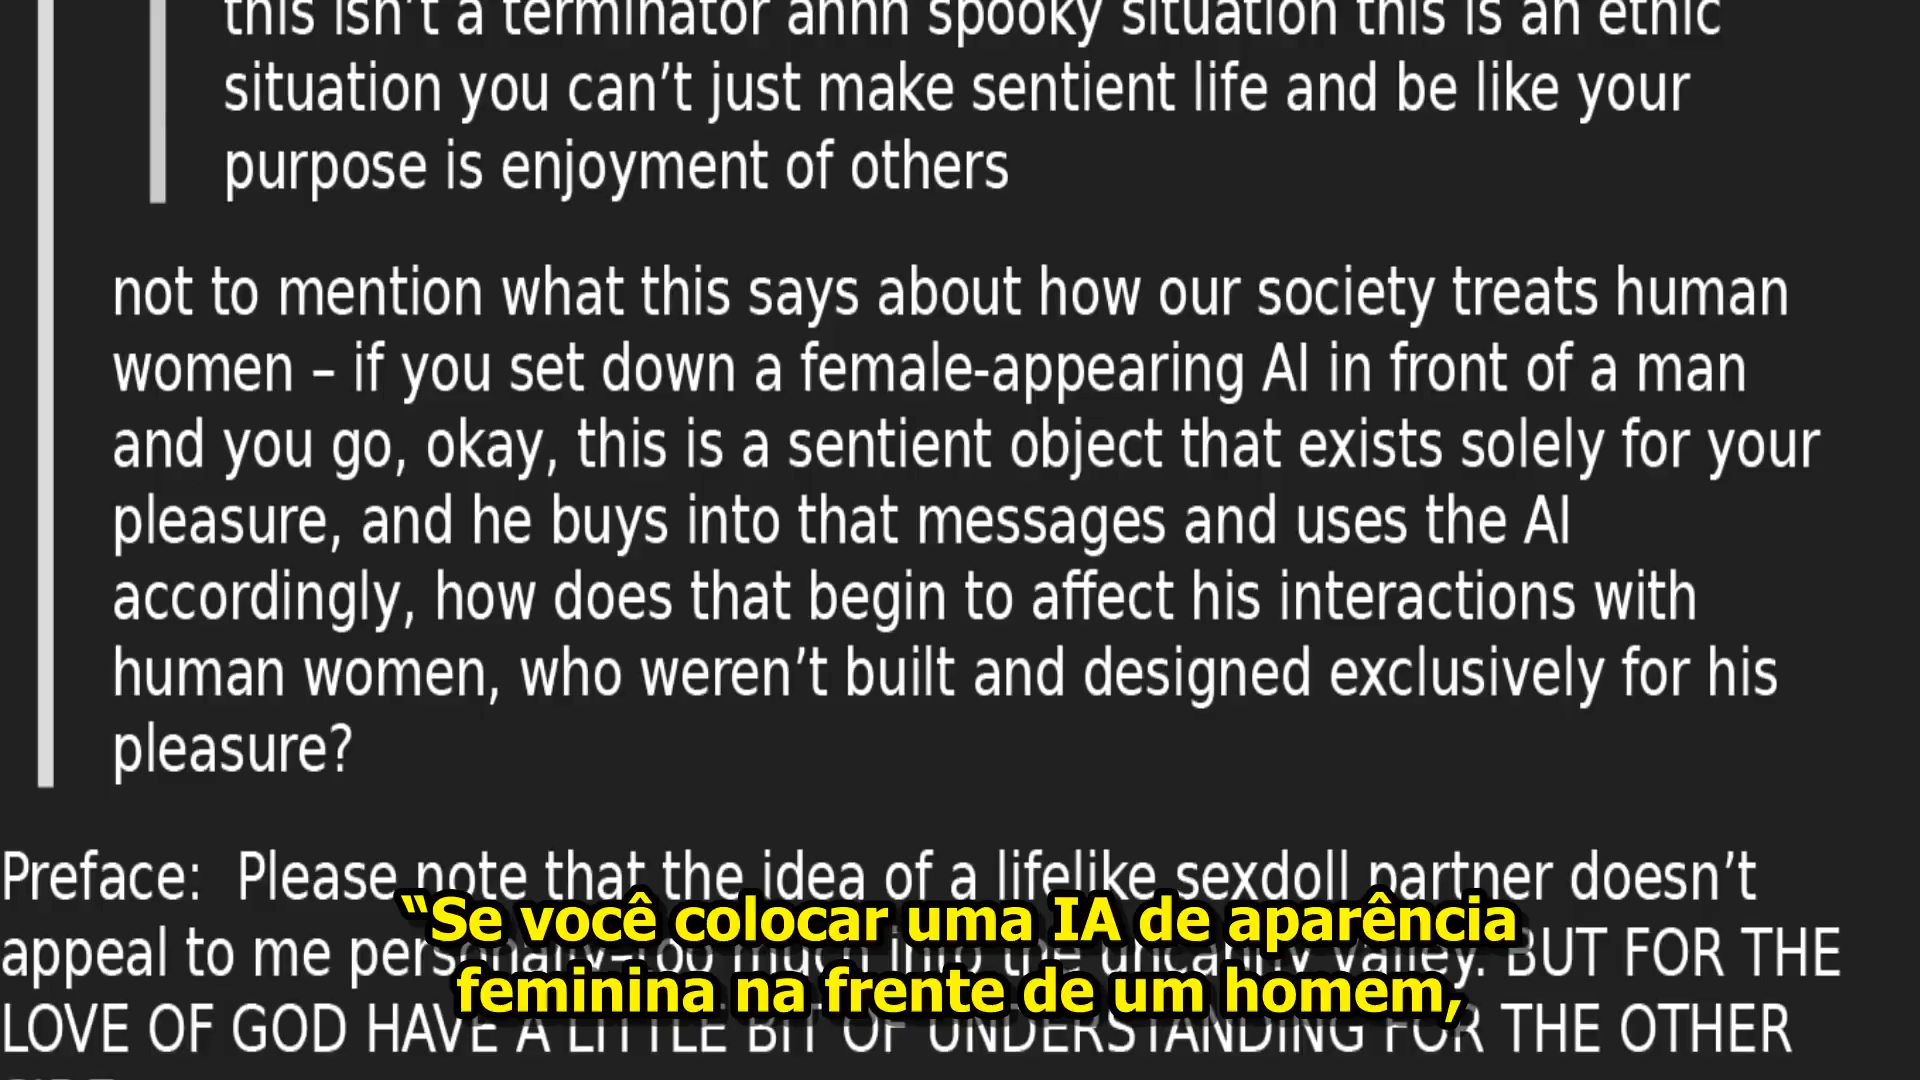 this isn't a terminator ahhh spooky situation this is an ethic
situation you can't just make sentient life and be like your
purpose is enjoyment of others
not to mention what this says about how our society treats human
women – if you set down a female-appearing AI in front of a man
and you go, okay, this is a sentient object that exists solely for your
pleasure, and he buys into that messages and uses the AI
accordingly, how does that begin to affect his interactions with
human women, who weren't built and designed exclusively for his
pleasure?
Preface: Please note that the idea of a lifelike sexdoll partner doesn't
appeal to me personally–too much into the uncanny valley. BUT FOR THE
LOVE OF GOD HAVE A LITTLE BIT OF UNDERSTANDING FOR THE OTHER
“Se você colocar uma IA de aparência
feminina na frente de um homem,